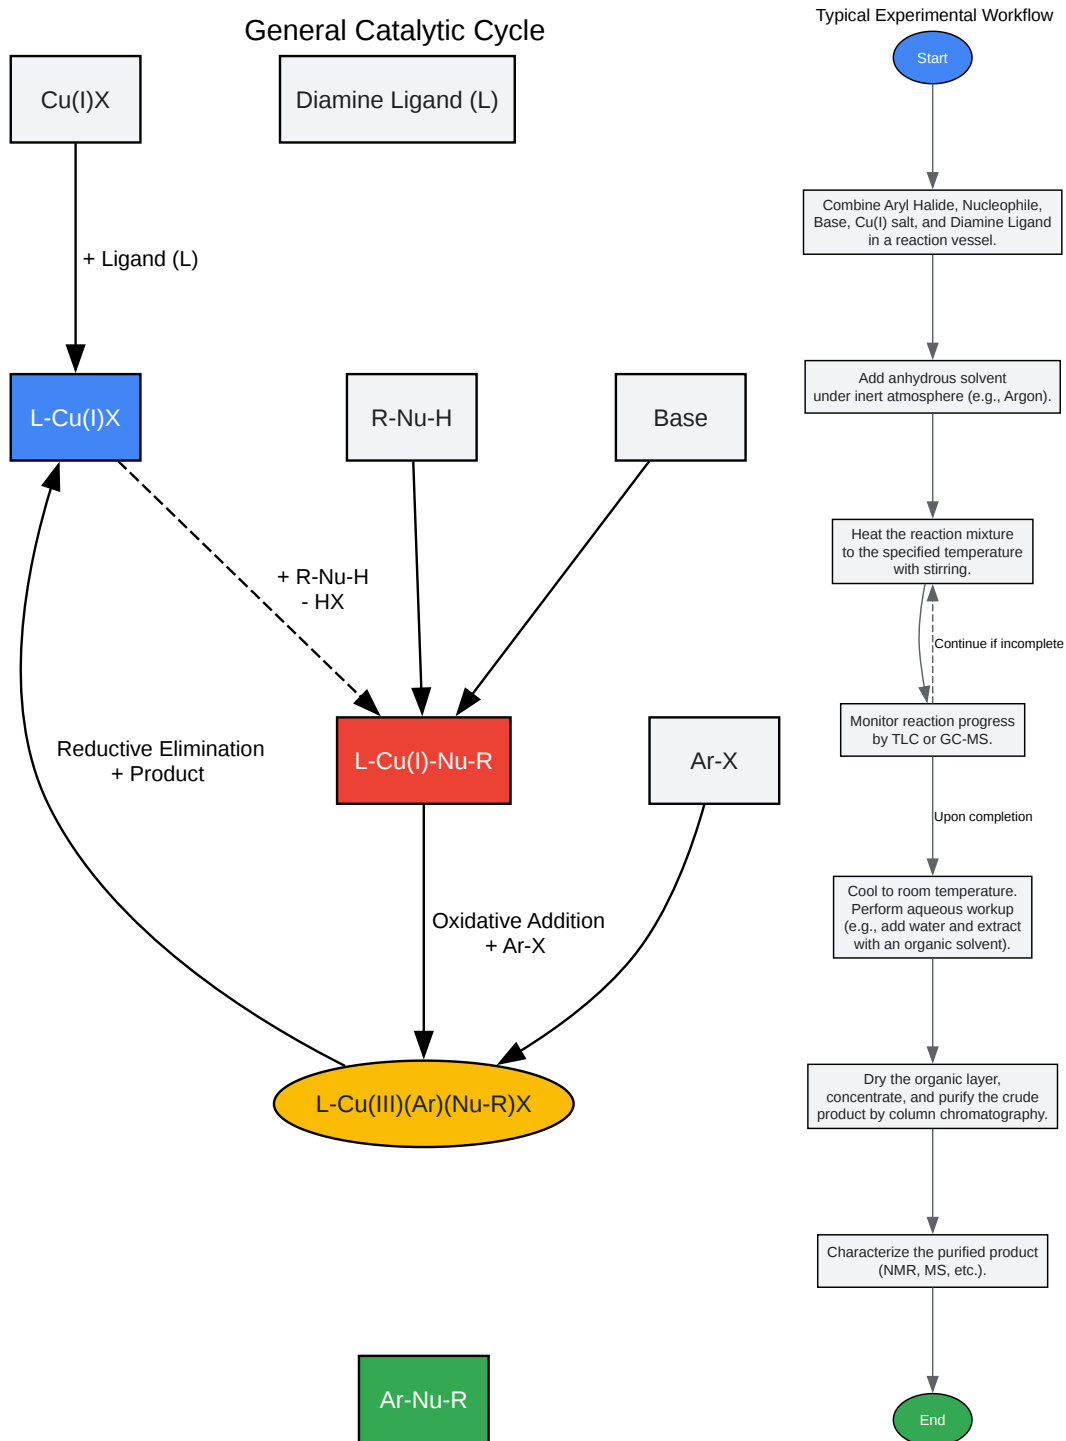 General Catalytic Cycle
Cu(I)X
Diamine Ligand (L)
+ Ligand (L)
L-Cu(I)X
R-Nu-H
Base
+ R-Nu-H
- HX
Reductive Elimination
+ Product
L-Cu(I)-Nu-R
Ar-X
Oxidative Addition
+ Ar-X
L-Cu(III)(Ar)(Nu-R)X
Ar-Nu-R
Typical Experimental Workflow
Start
Combine Aryl Halide, Nucleophile,
Base, Cu(I) salt, and Diamine Ligand
in a reaction vessel.
Add anhydrous solvent
under inert atmosphere (e.g., Argon).
Heat the reaction mixture
to the specified temperature
with stirring.
Continue if incomplete
Monitor reaction progress
by TLC or GC-MS.
Upon completion
Cool to room temperature.
Perform aqueous workup
(e.g., add water and extract
with an organic solvent).
Dry the organic layer,
concentrate, and purify the crude
product by column chromatography.
Characterize the purified product
(NMR, MS, etc.).
End